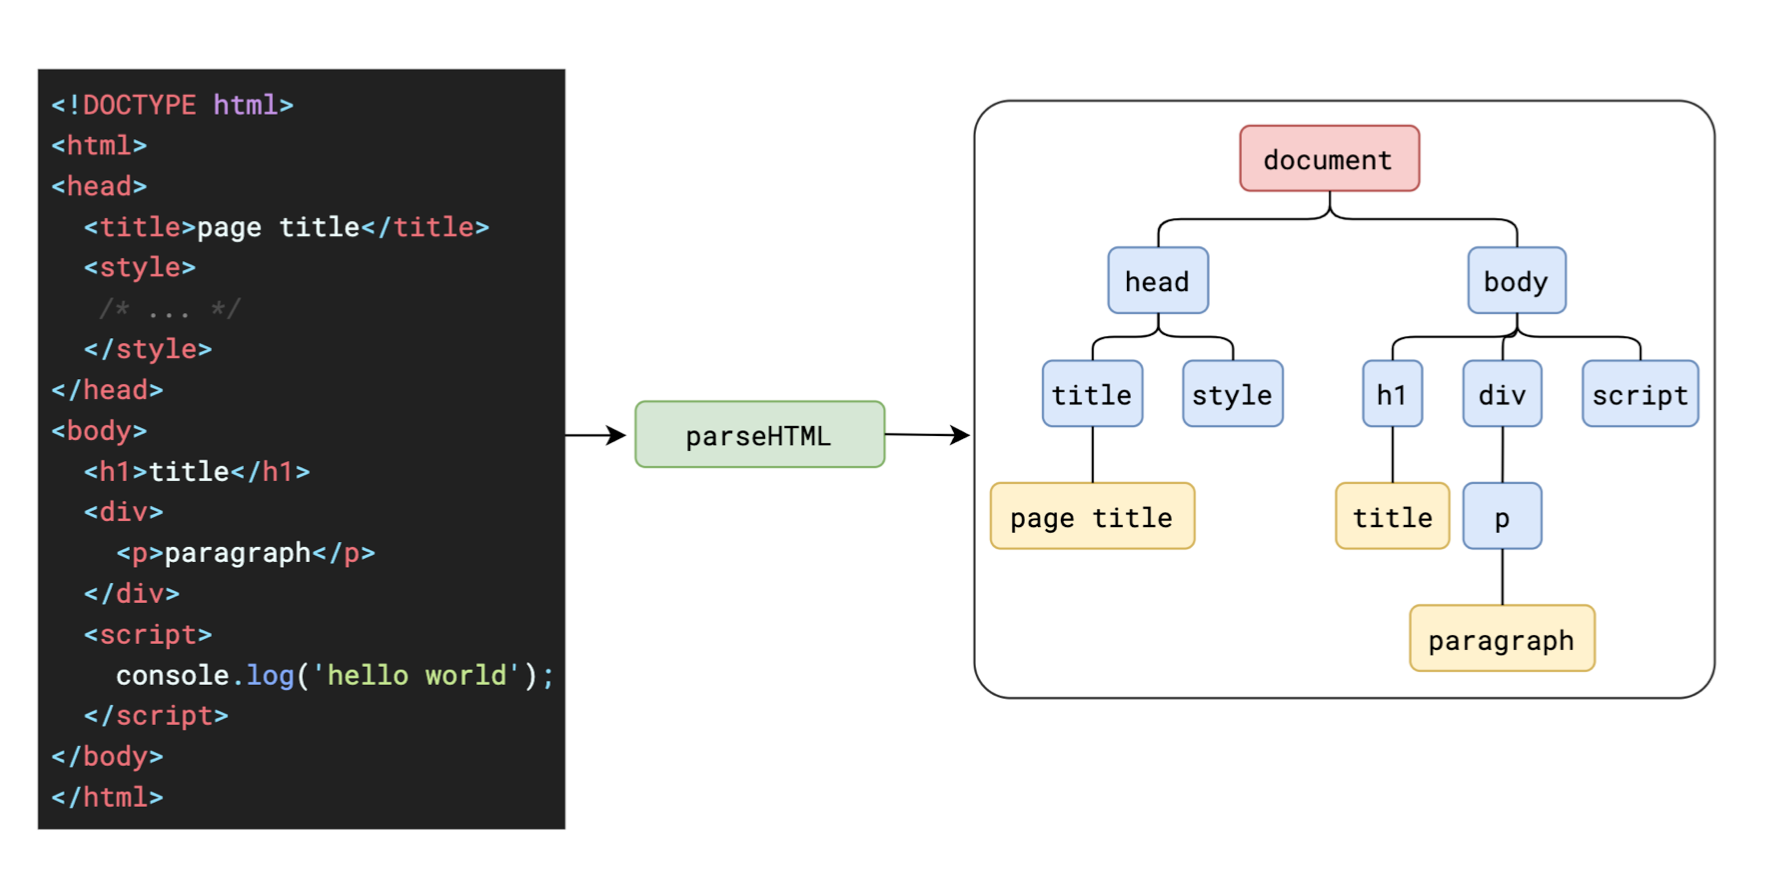 <!DOCTYPE html>
<html>
<head>
  <title>page title</title>
  <style>
   /* ... */
  </style>
</head>
<body>
  <h1>title</h1>
  <div>
    <p>paragraph</p>
  </div>
  <script>
    console.log('hello world');
  </script>
</body>
</html>
parseHTML
document
head body
title style h1 div script
page title title p
paragraph